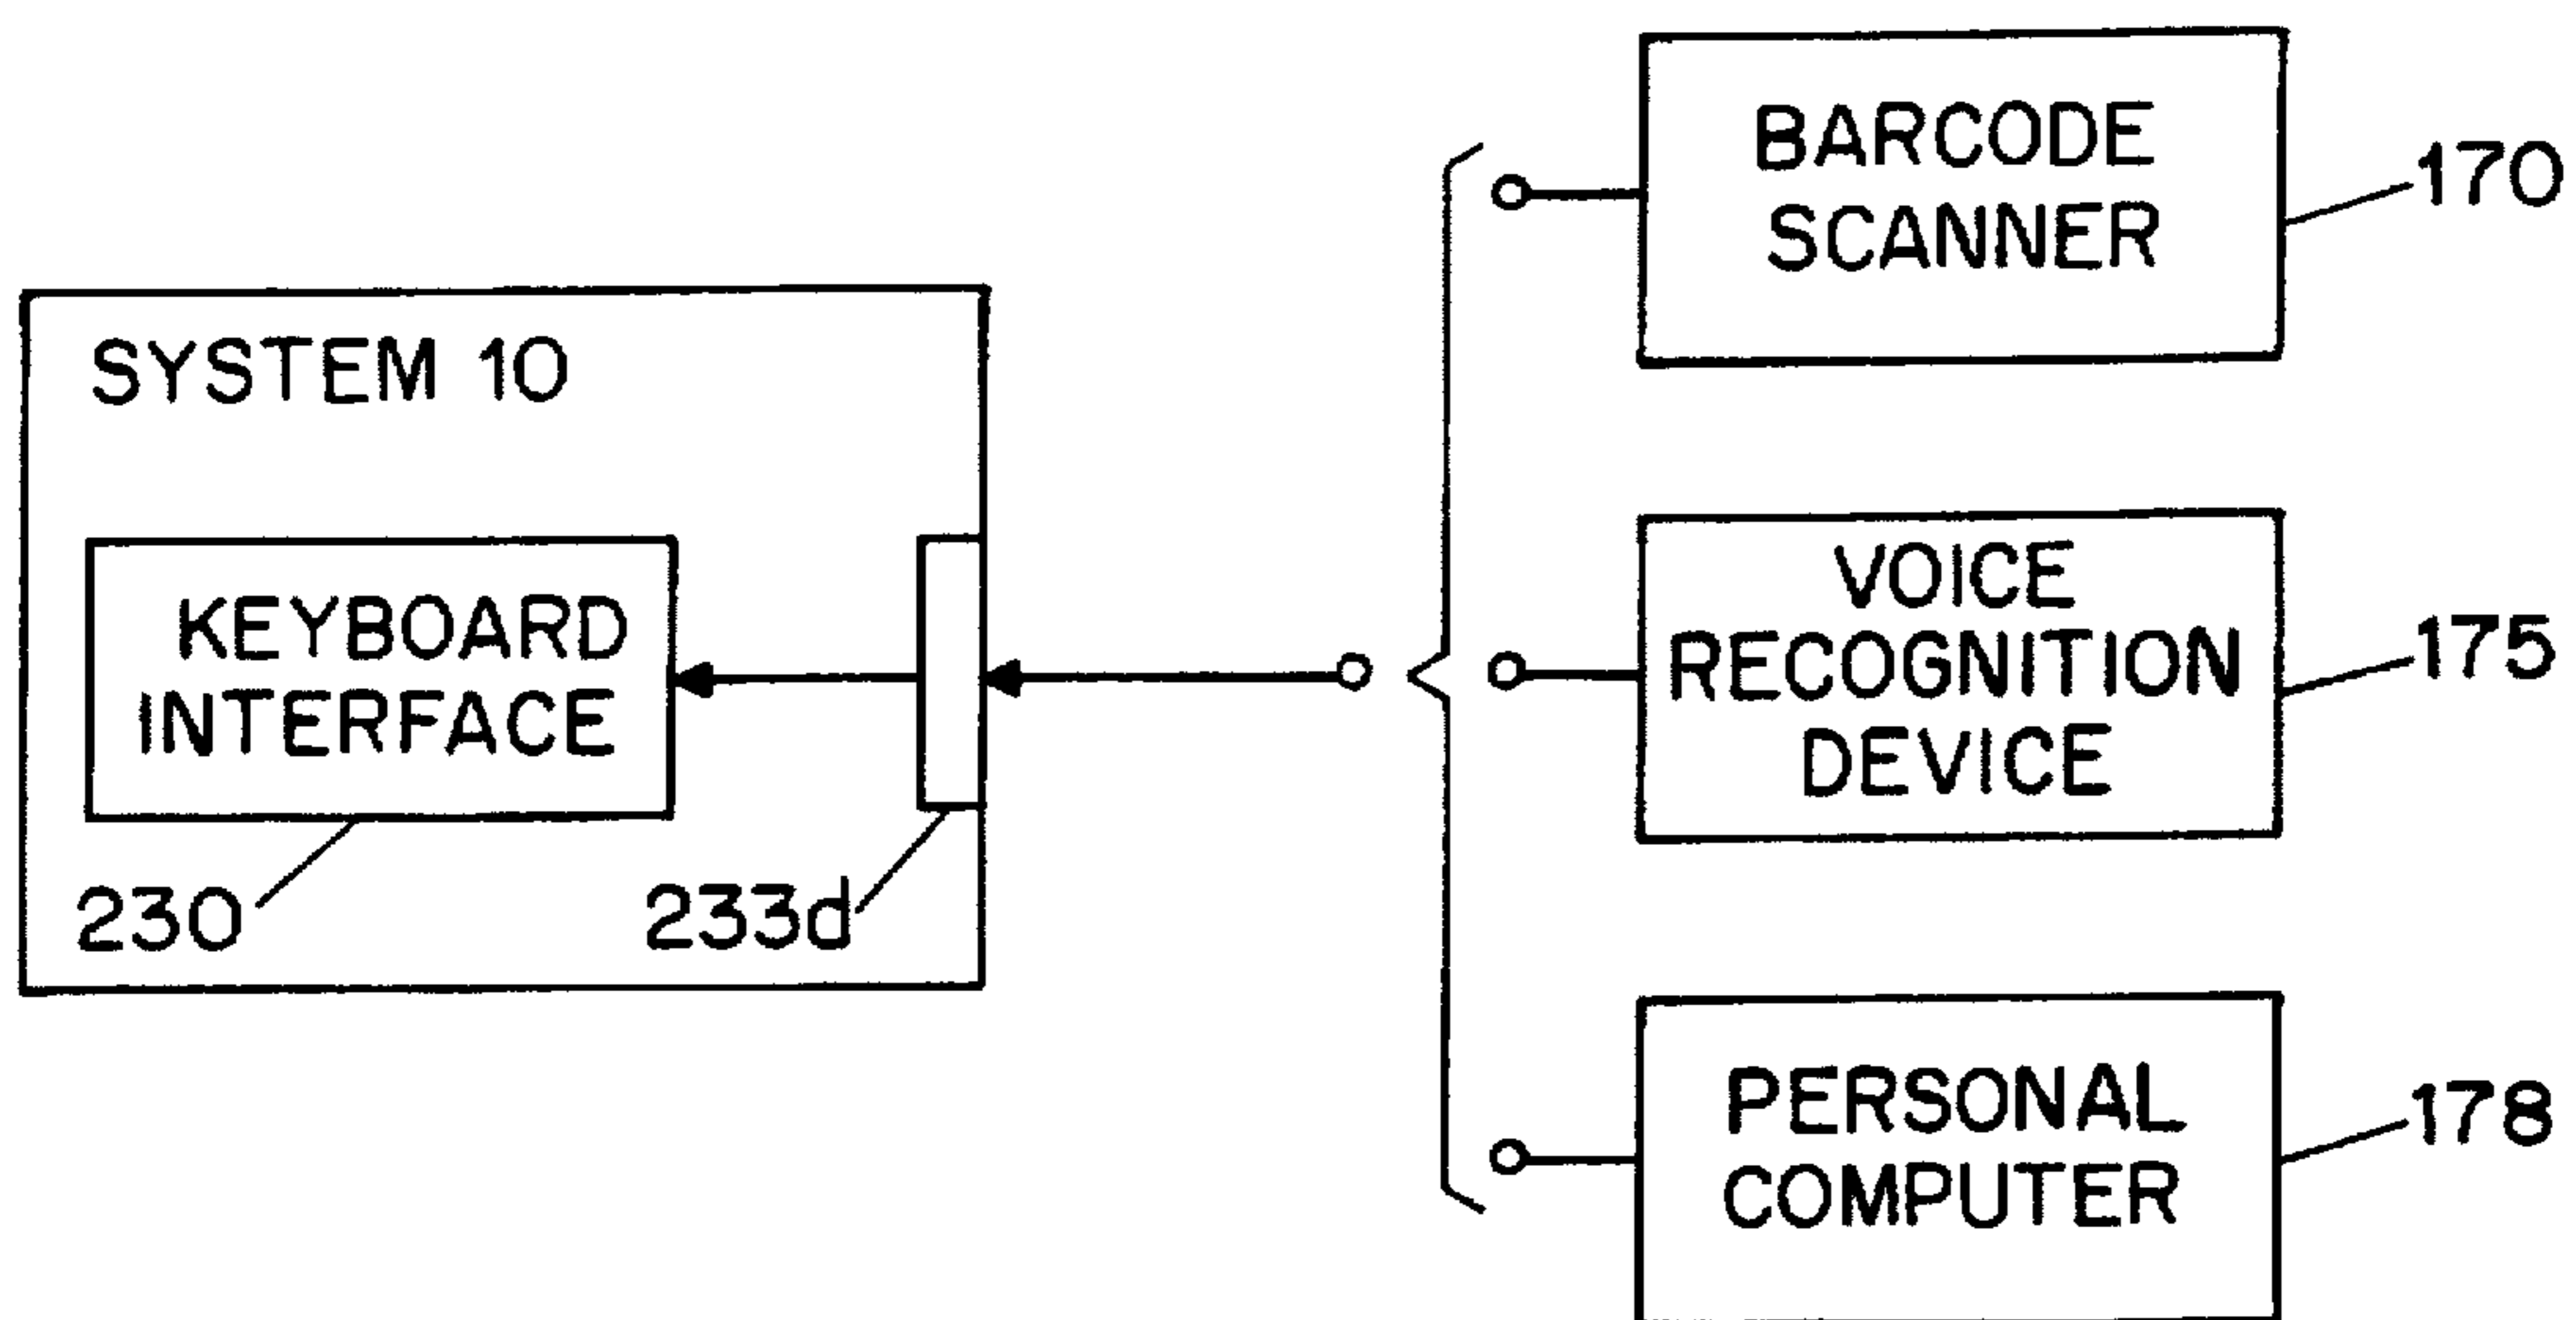 SYSTEM 10
KEYBOARD
INTERFACE
230
233d
BARCODE
SCANNER
170
VOICE
RECOGNITION
DEVICE
175
PERSONAL
COMPUTER
178